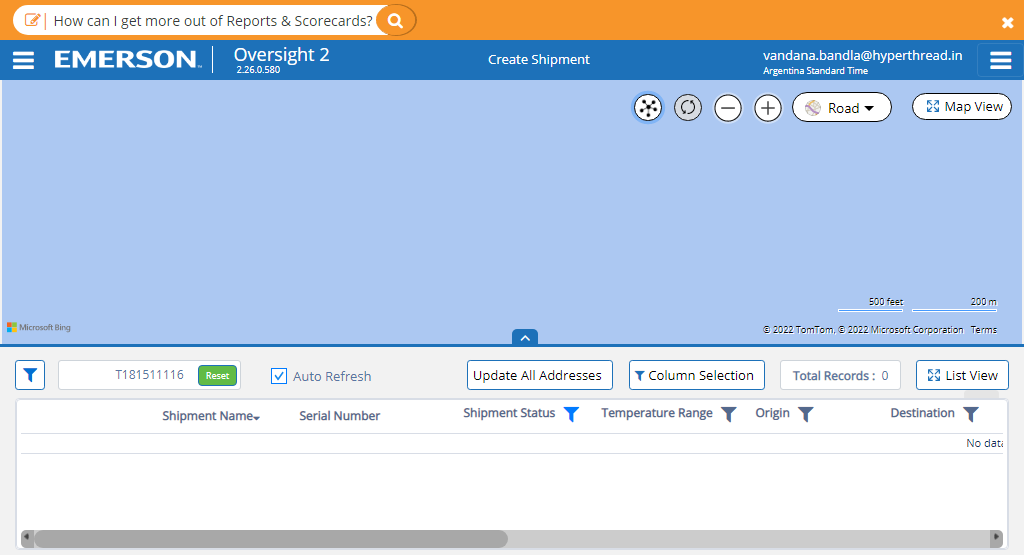 How can I get more out of Reports & Scorecards?
EMERSON
Oversight 2
2.26.0.580
Create Shipment
vandana.bandla@hyperthread.in
Argentina Standard Time
Road
Map View
500 feet
200 m
Microsoft Bing
© 2022 TomTom, © 2022 Microsoft Corporation Terms
T181511116
Reset
Auto Refresh
Update All Addresses
Column Selection
Total Records : 0
List View
Shipment Name
Serial Number
Shipment Status
Temperature Range
Origin
Destination
No data